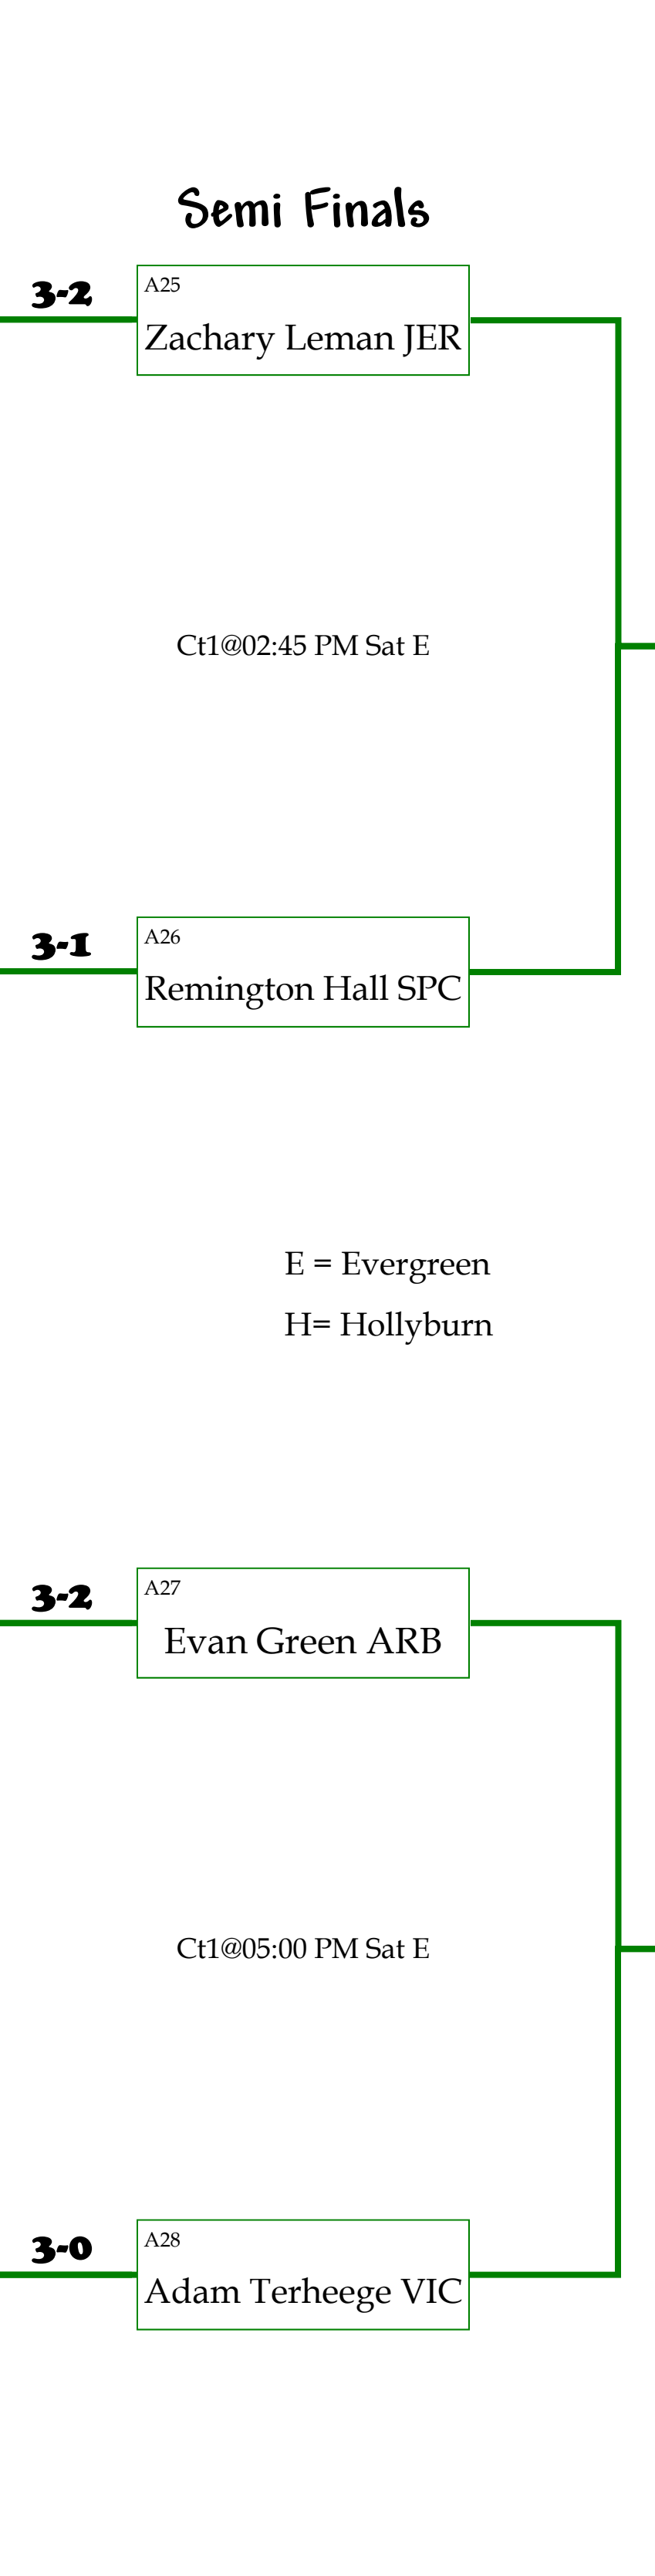 Semi Finals
3-2
A25
Zachary Leman JER
Ct1@02:45 PM Sat E
3-1
A26
Remington Hall SPC
E = Evergreen
H= Hollyburn
3-2
A27
Evan Green ARB
Ct1@05:00 PM Sat E
3-0
A28
Adam Terheege VIC